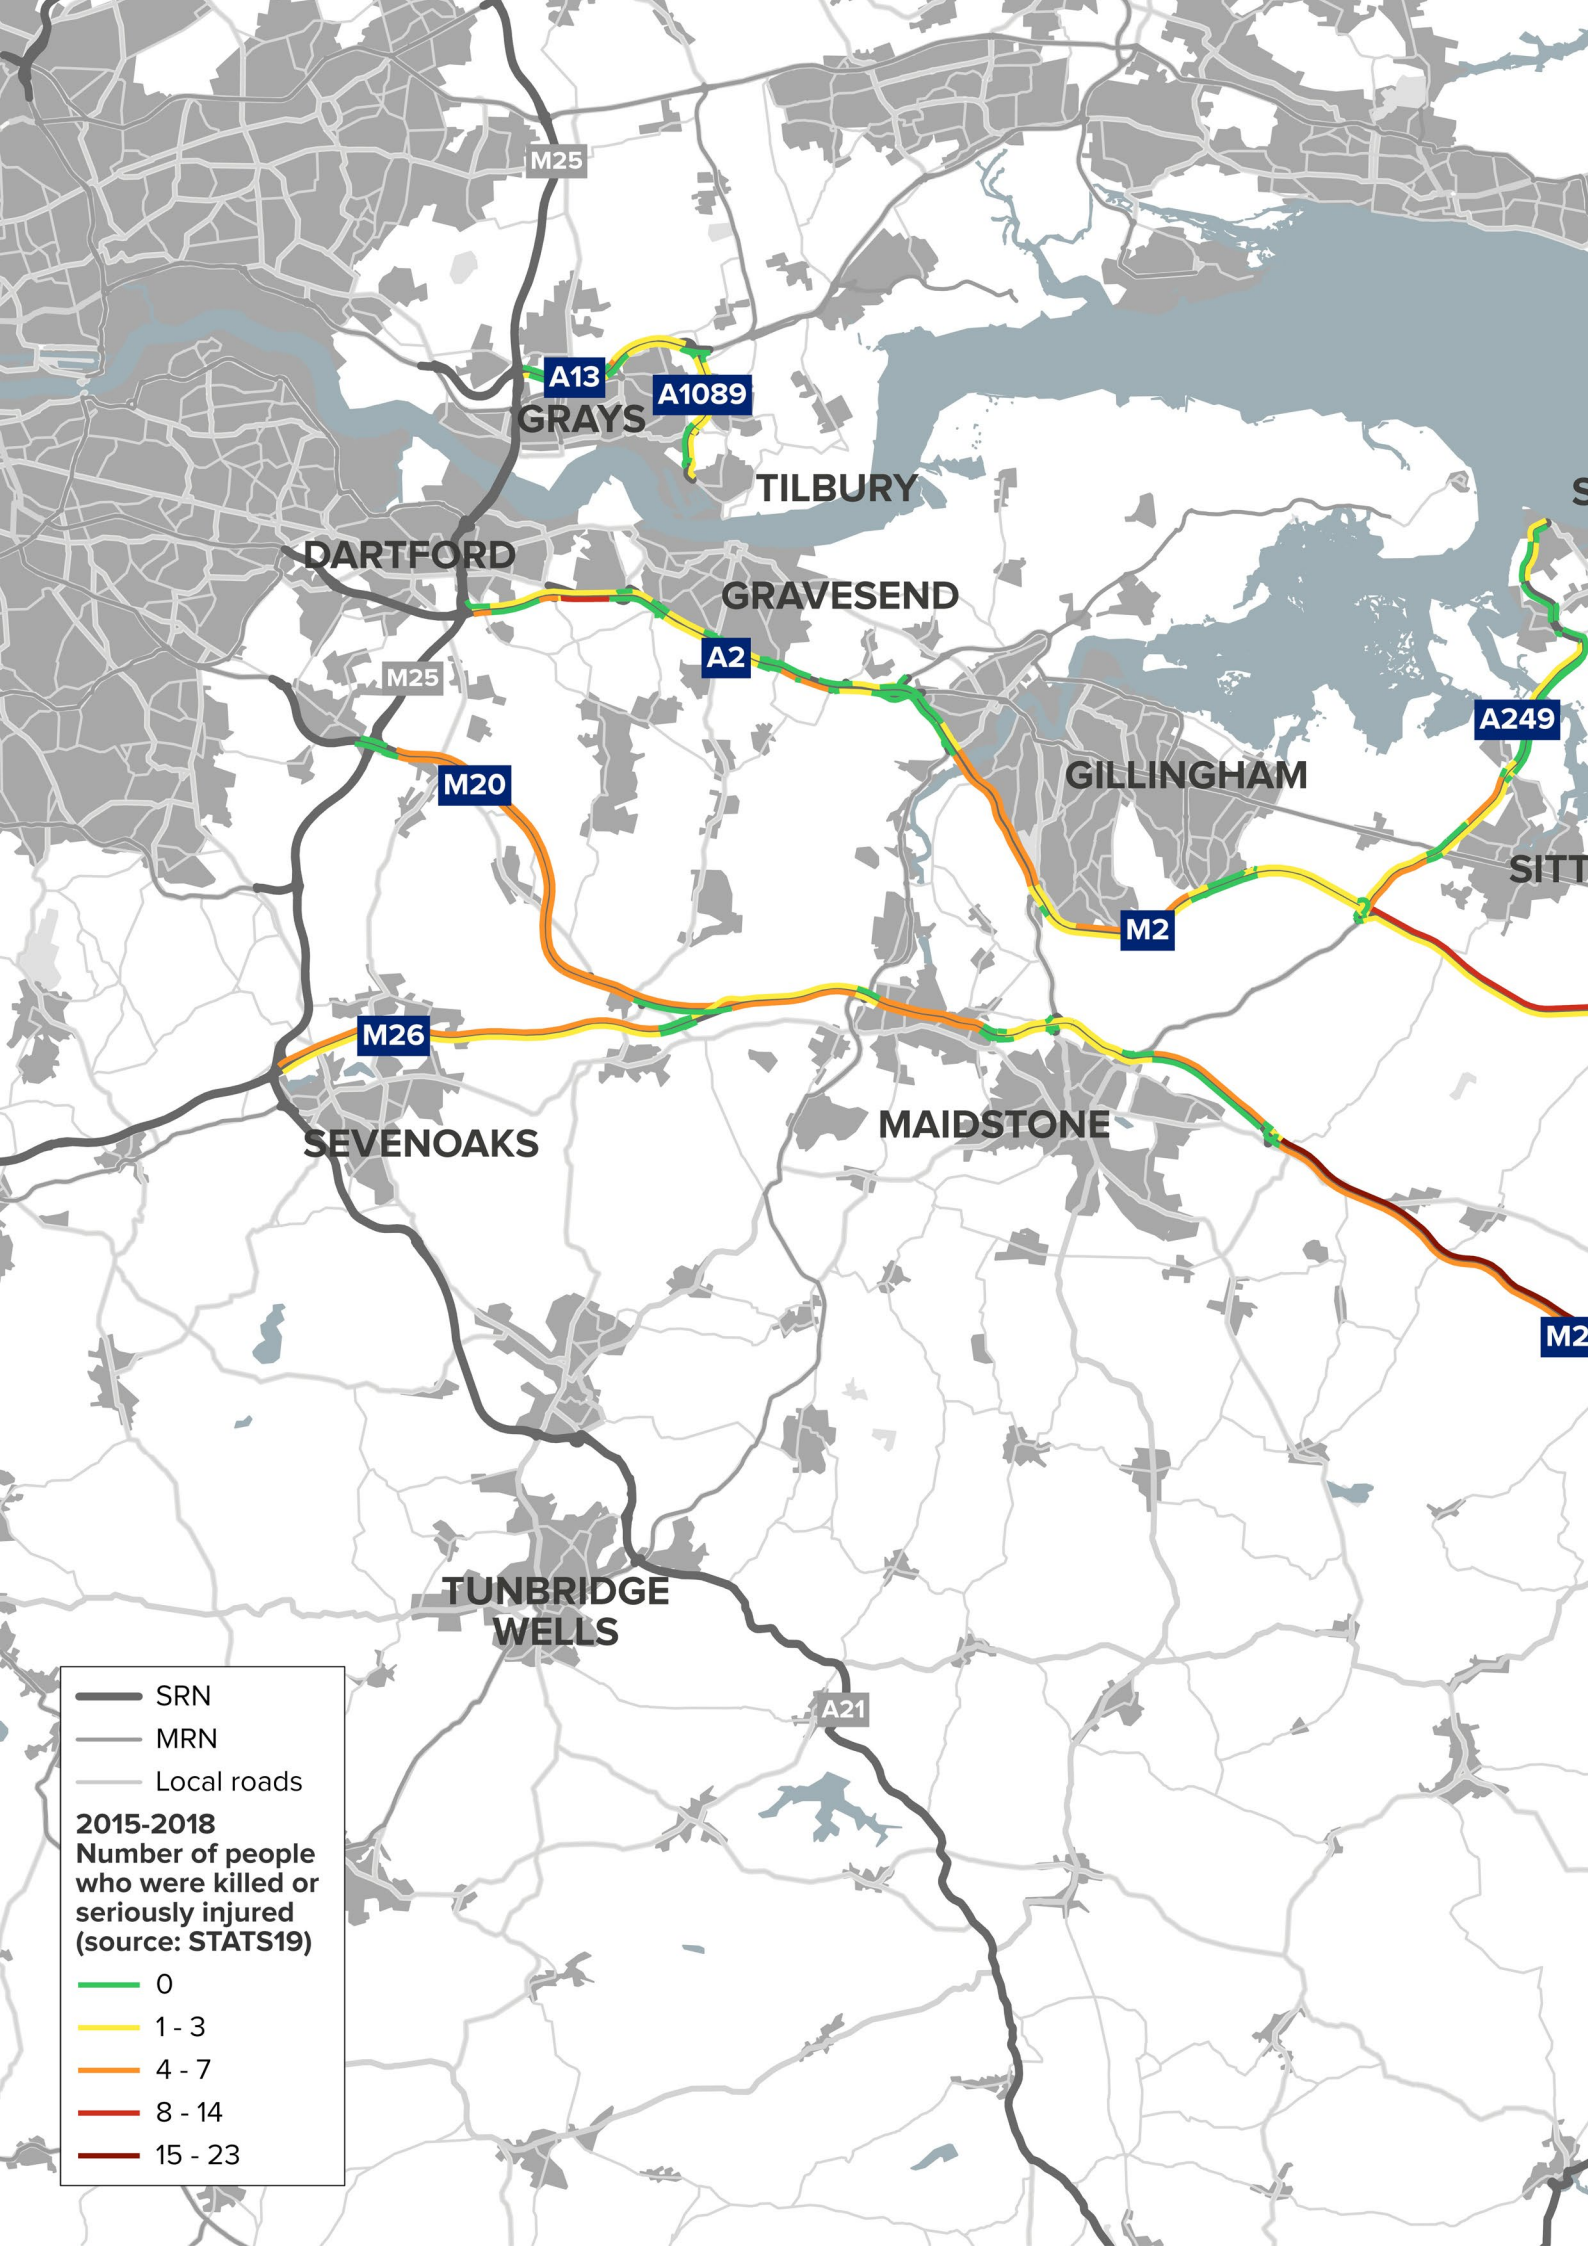 M25
A13
A1089
GRAYS
TILBURY
S
DARTFORD
GRAVESEND
A2
M25
A249
M20
GILLINGHAM
SITT
M2
M26
MAIDSTONE
SEVENOAKS
M2
TUNBRIDGE
WELLS
A21
SRN
MRN
Local roads
2015-2018
Number of people
who were killed or
seriously injured
(source: STATS19)
0
1 - 3
4 - 7
8 - 14
15 - 23